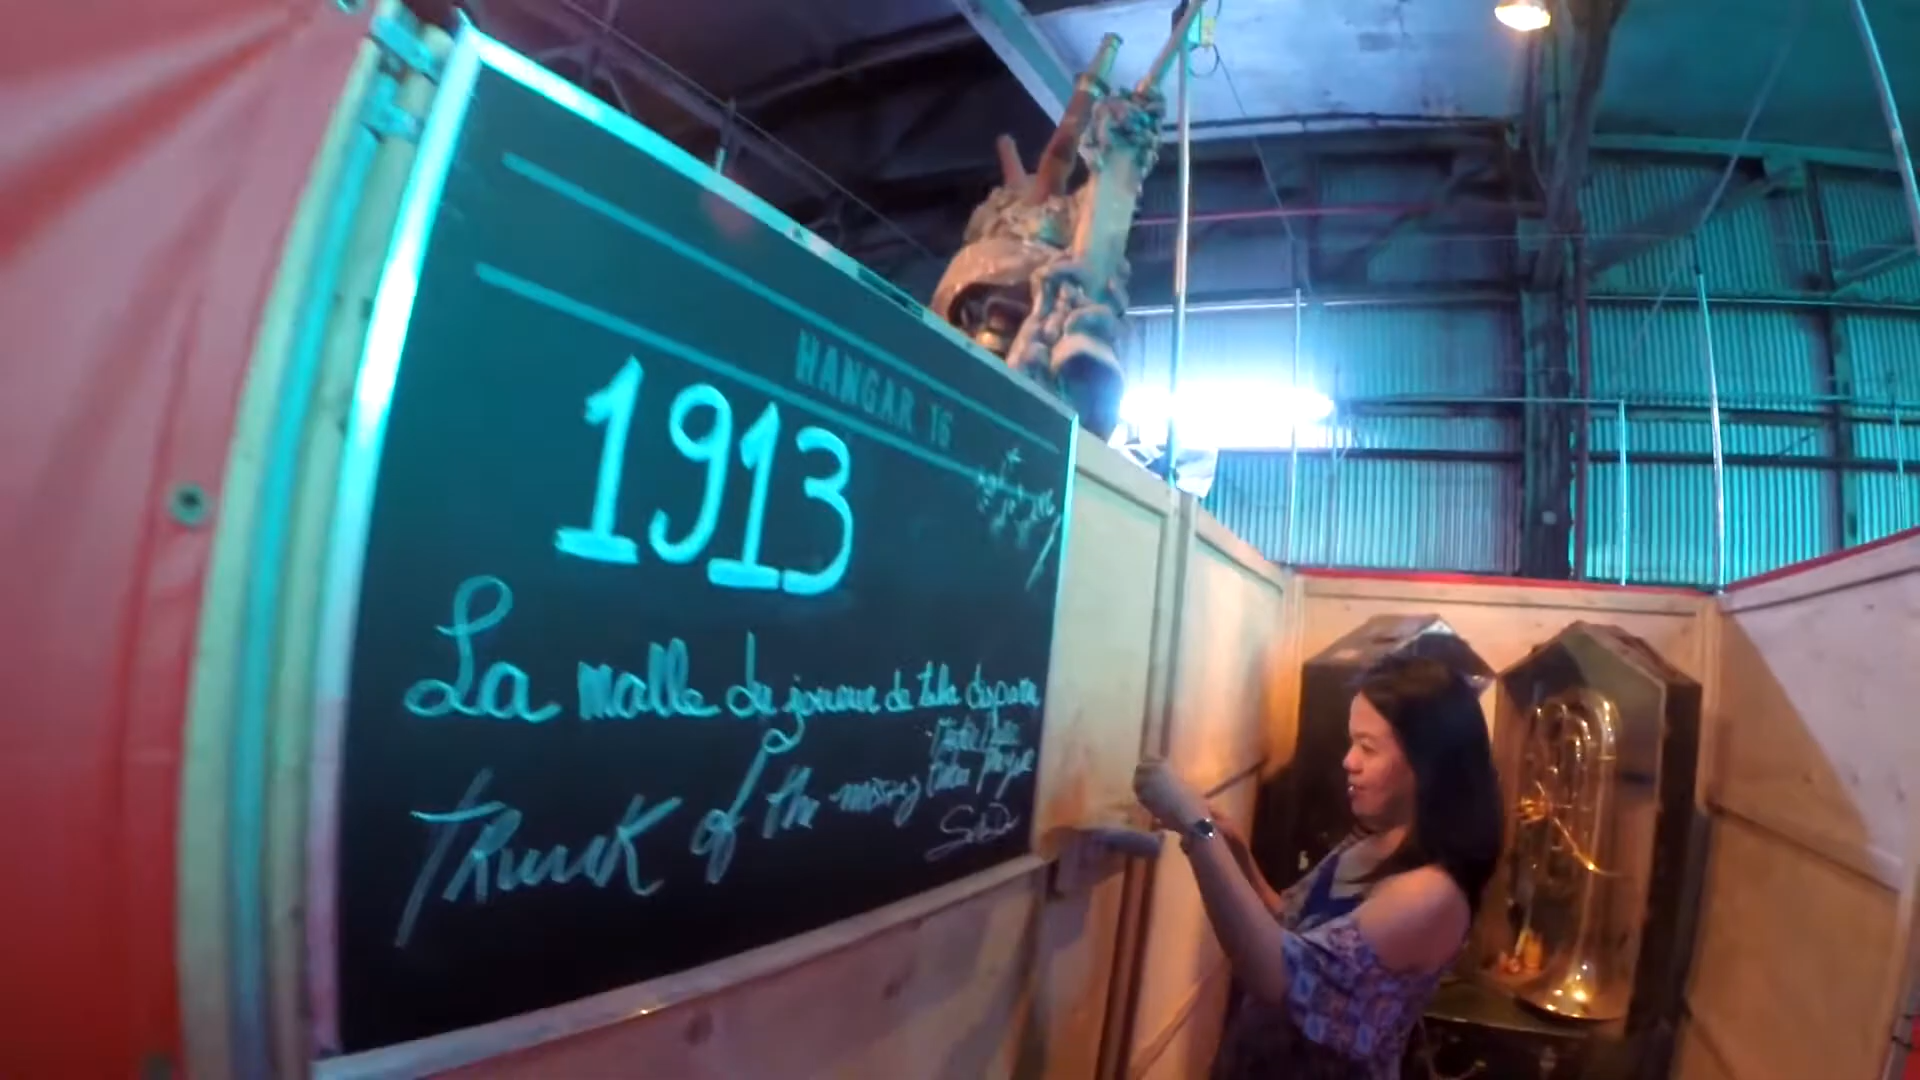 HANGAR 16
1913
La malle du joueur de tuba disparu
Trunk of the missing
Tuba Player